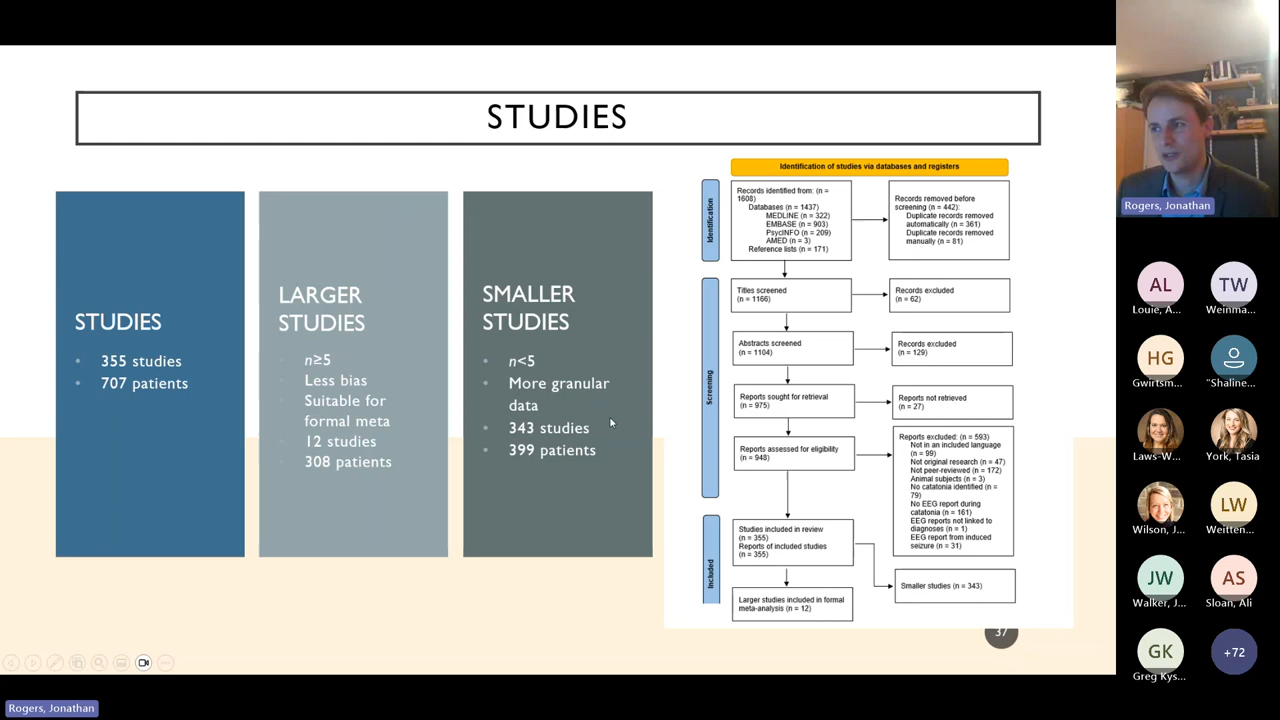 STUDIES
STUDIES
• 355 studies
• 707 patients
LARGER
STUDIES
n≥5
Less bias
Suitable for
formal meta
12 studies
308 patients
SMALLER
STUDIES
• n<5
• More granular
data
• 343 studies
• 399 patients
Identification of studies via databases and registers
Identification
Records identified from: (n =
1608)
Databases (n = 1437)
MEDLINE (n = 322)
EMBASE (n = 903)
PsycINFO (n = 209)
AMED (n = 3)
Reference lists (n = 171)
Records removed before
screening (n = 442):
Duplicate records removed
automatically (n = 361)
Duplicate records removed
manually (n = 81)
Screening
Titles screened
(n = 1166)
Records excluded
(n = 62)
Abstracts screened
(n = 1104)
Records excluded
(n = 129)
Reports sought for retrieval
(n = 975)
Reports not retrieved
(n = 27)
Reports assessed for eligibility
(n = 948)
Reports excluded: (n = 593)
Not in an included language
(n = 99)
Not original research (n = 47)
Not peer-reviewed (n = 172)
Animal subjects (n = 3)
No catatonia identified (n =
79)
No EEG report during
catatonia (n = 161)
EEG reports not linked to
diagnoses (n = 1)
EEG report from induced
seizure (n = 31)
Included
Studies included in review
(n = 355)
Reports of included studies
(n = 355)
Smaller studies (n = 343)
Larger studies included in formal
meta-analysis (n = 12)
37
Rogers, Jonathan
AL
Louie, A...
TW
Weinma...
HG
Gwirtsm...
"Shaline...
Laws-W...
York, Tasia
Wilson, J...
LW
Weitten...
JW
Walker, J...
AS
Sloan, Ali
GK
Greg Kys...
+72
Rogers, Jonathan